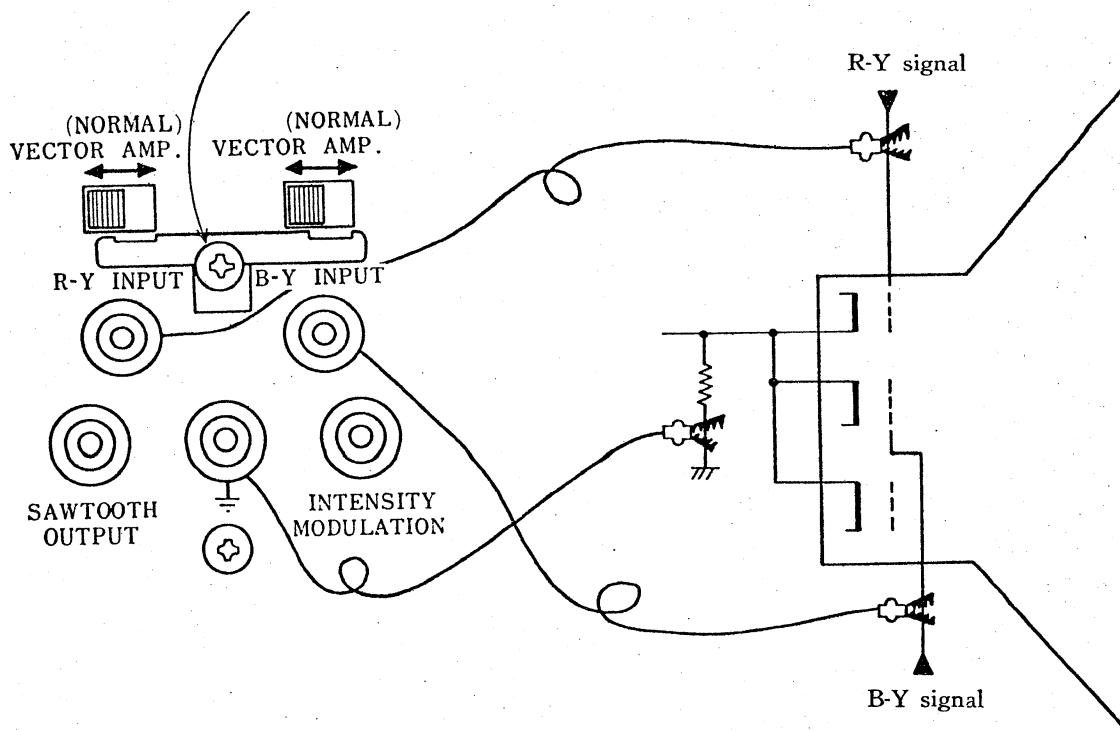 R-Y signal
(NORMAL)
VECTOR AMP.
(NORMAL)
VECTOR AMP.
R-Y INPUT
B-Y INPUT
SAWTOOTH
OUTPUT
INTENSITY
MODULATION
B-Y signal